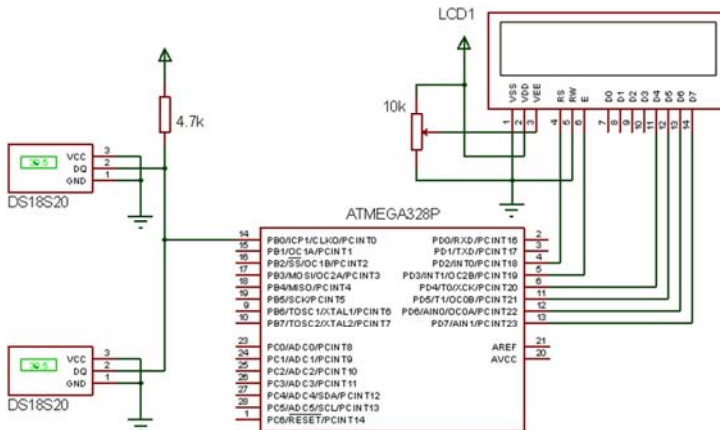 LCD1
VSS VDD VEE RS RW E D0 D1 D2 D3 D4 D5 D6 D7
1 2 3 4 5 6 7 8 9 10 11 12 13 14
10k
4.7k
VCC 3
DQ 2
GND 1
DS18S20
ATMEGA328P
14 PB0/ICP1/CLKO/PCINT0 PD0/RXD/PCINT16 2
15 PB1/OC1A/PCINT1 PD1/TXD/PCINT17 3
16 PB2/SS/OC1B/PCINT2 PD2/INT0/PCINT18 4
17 PB3/MOSI/OC2A/PCINT3 PD3/INT1/OC2B/PCINT19 5
18 PB4/MISO/PCINT4 PD4/T0/XCK/PCINT20 6
19 PB5/SCK/PCINT5 PD5/T1/OC0B/PCINT21 11
9 PB6/TOSC1/XTAL1/PCINT6 PD6/AIN0/OC0A/PCINT22 12
10 PB7/TOSC2/XTAL2/PCINT7 PD7/AIN1/PCINT23 13
23 PC0/ADC0/PCINT8 AREF 21
24 PC1/ADC1/PCINT9 AVCC 20
25 PC2/ADC2/PCINT10
26 PC3/ADC3/PCINT11
27 PC4/ADC4/SDA/PCINT12
28 PC5/ADC5/SCL/PCINT13
1 PC6/RESET/PCINT14
VCC 3
DQ 2
GND 1
DS18S20